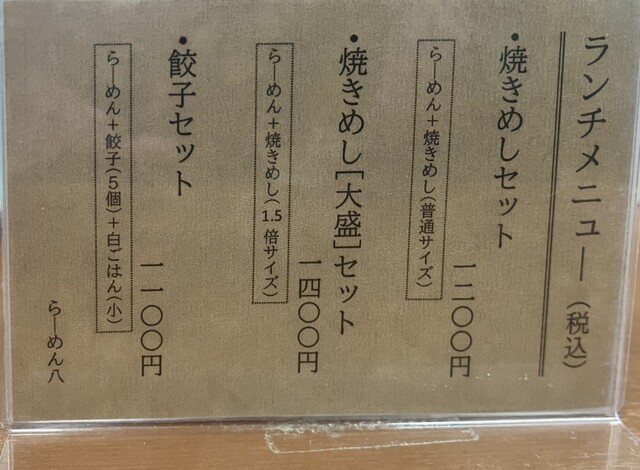 ランチメニュー（税込）
・焼きめしセット
一二〇〇円
らーめん＋焼きめし（普通サイズ）
・焼きめし［大盛］セット
一四〇〇円
らーめん＋焼きめし（1.5倍サイズ）
・餃子セット
一一〇〇円
らーめん＋餃子（5個）＋白ごはん（小）
らーめん八